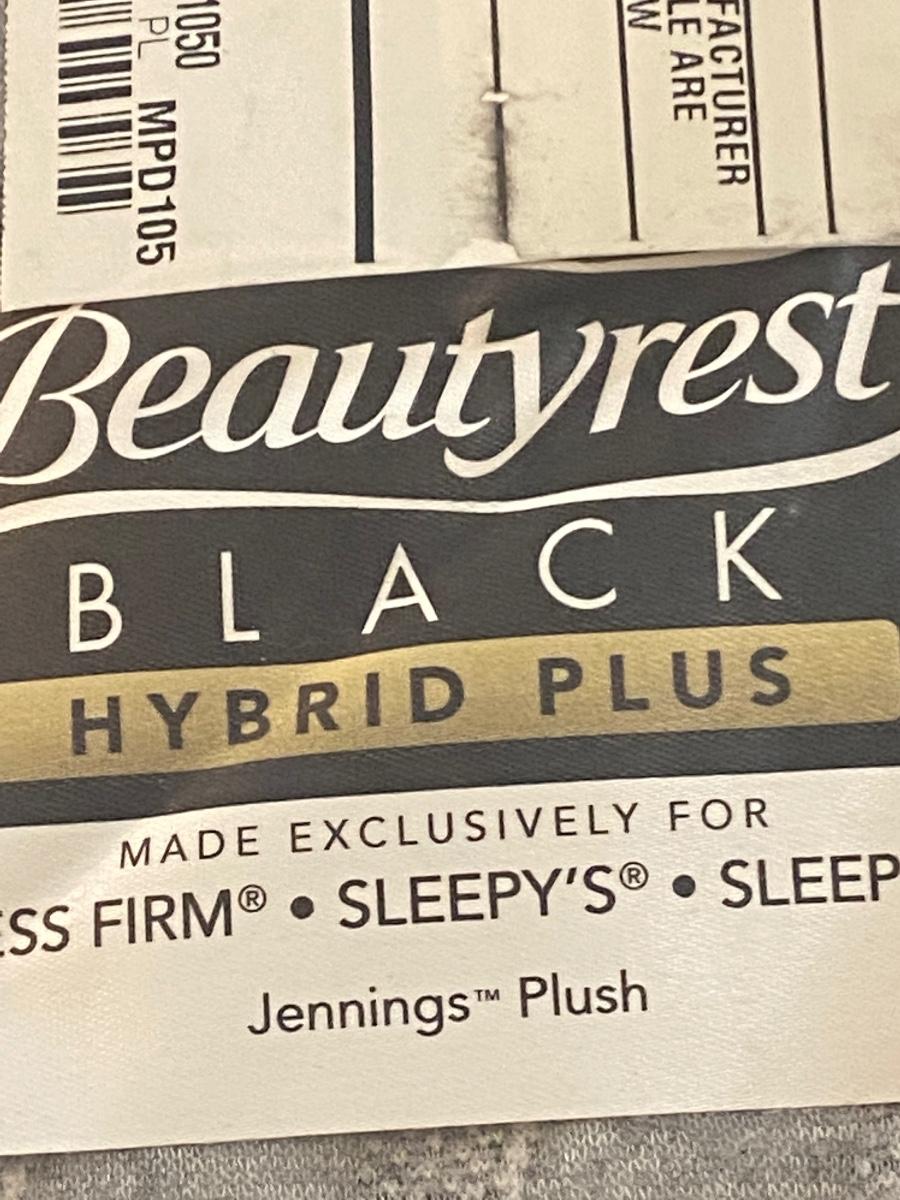 1050
PL MPD105
FACTURER
LE ARE
W
Beautyrest
BLACK
HYBRID PLUS
MADE EXCLUSIVELY FOR
ESS FIRM® • SLEEPY'S® • SLEEP
Jennings™ Plush